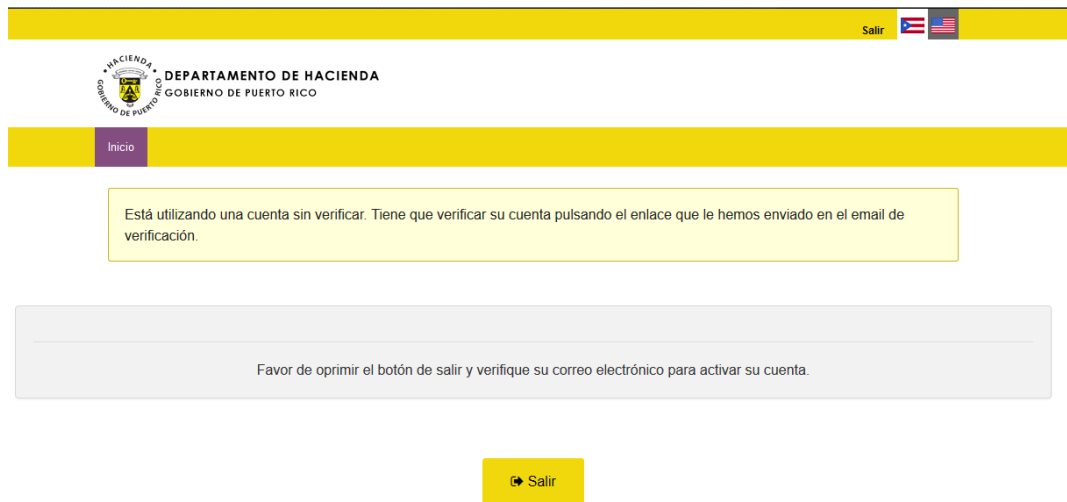 Salir
HACIENDA
GOBIERNO DE PUERTO RICO
DEPARTAMENTO DE HACIENDA
GOBIERNO DE PUERTO RICO
Inicio
Está utilizando una cuenta sin verificar. Tiene que verificar su cuenta pulsando el enlace que le hemos enviado en el email de
verificación.
Favor de oprimir el botón de salir y verifique su correo electrónico para activar su cuenta.
Salir